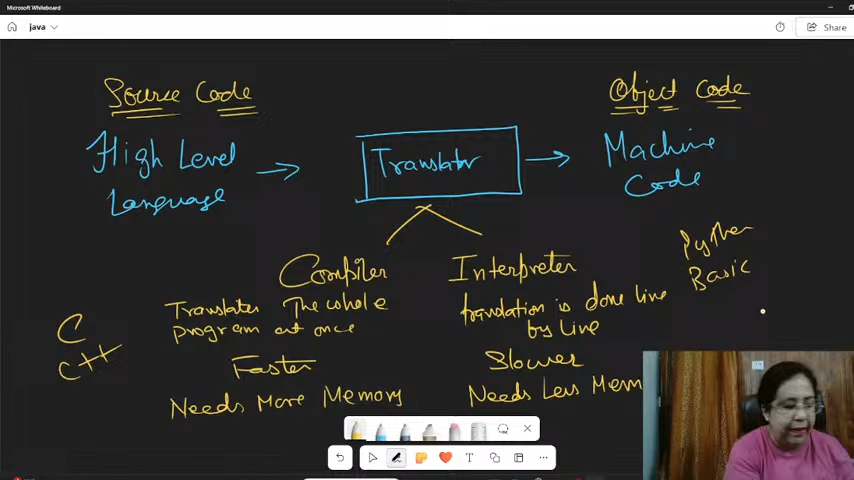 Microsoft Whiteboard
java
Share
Source Code
Object Code
High Level
Language
Translator
Machine
Code
Compiler
Interpreter
Python
Basic
Translates The whole
program at once
translation is done line
by line
C
C++
Faster
Slower
Needs More Memory
Needs Less Mem